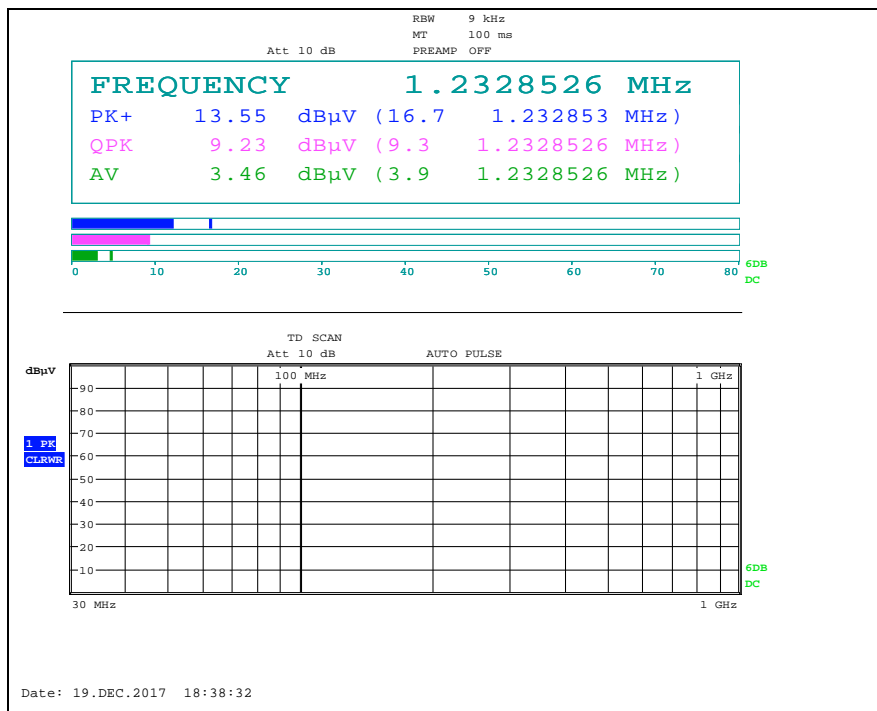 RBW 9 kHz
MT 100 ms
Att 10 dB PREAMP OFF
FREQUENCY 1.2328526 MHz
PK+ 13.55 dBµV (16.7 1.232853 MHz)
QPK 9.23 dBµV (9.3 1.2328526 MHz)
AV 3.46 dBµV (3.9 1.2328526 MHz)
0 10 20 30 40 50 60 70 80
6DB
DC
TD SCAN
Att 10 dB AUTO PULSE
dBµV
100 MHz 1 GHz
90
80
70
1 PK
60
CLRWR
50
40
30
20
10
6DB
DC
30 MHz 1 GHz
Date: 19.DEC.2017 18:38:32